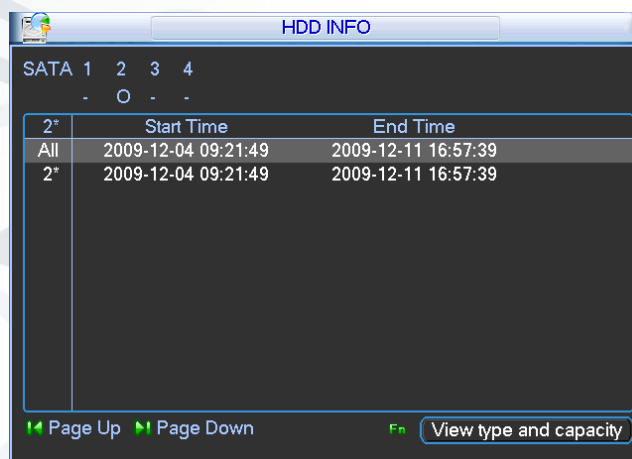 HDD INFO
SATA 1 2 3 4
- O - -
2* Start Time End Time
All 2009-12-04 09:21:49 2009-12-11 16:57:39
2* 2009-12-04 09:21:49 2009-12-11 16:57:39
Page Up Page Down Fn View type and capacity